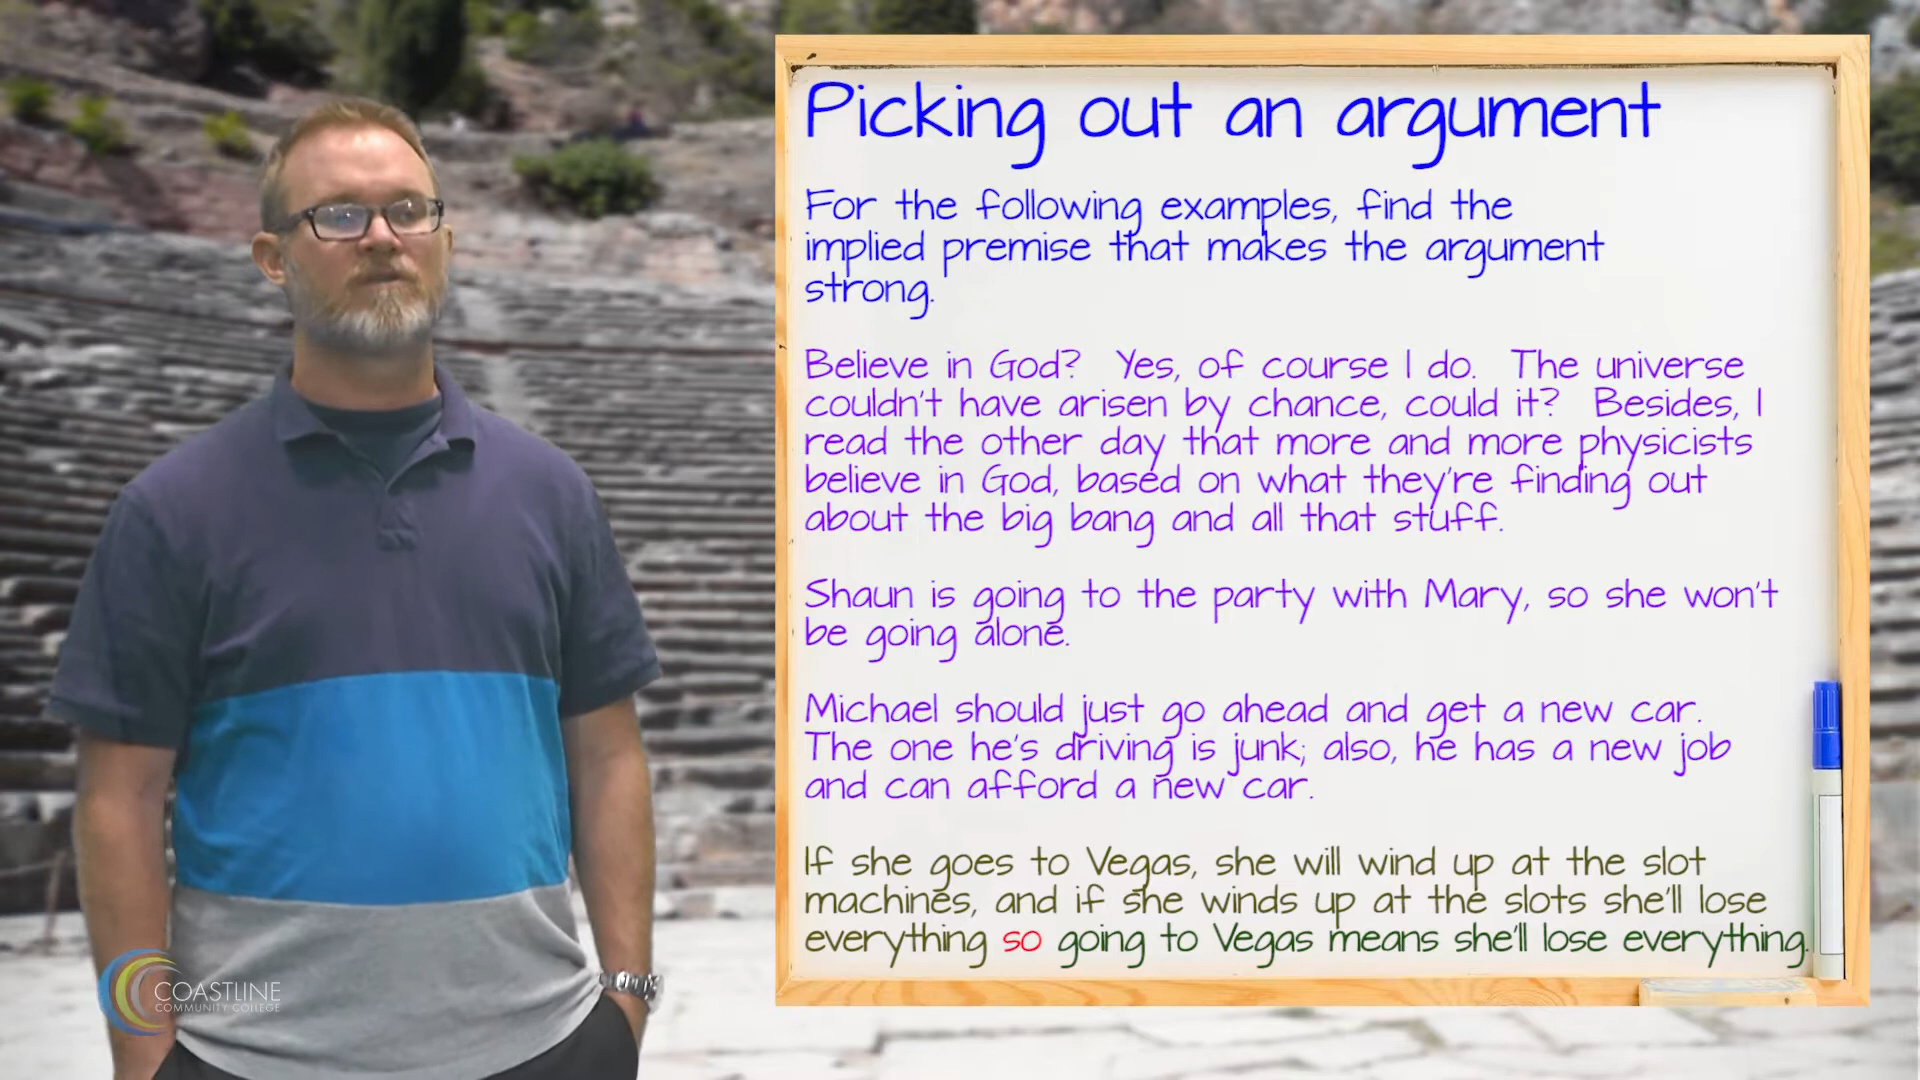 Picking out an argument
For the following examples, find the
implied premise that makes the argument
strong.
Believe in God? Yes, of course I do. The universe
couldn't have arisen by chance, could it? Besides, I
read the other day that more and more physicists
believe in God, based on what they're finding out
about the big bang and all that stuff.
Shaun is going to the party with Mary, so she won't
be going alone.
Michael should just go ahead and get a new car.
The one he's driving is junk; also, he has a new job
and can afford a new car.
If she goes to Vegas, she will wind up at the slot
machines, and if she winds up at the slots she'll lose
everything so going to Vegas means she'll lose everything.
COASTLINE
COMMUNITY COLLEGE